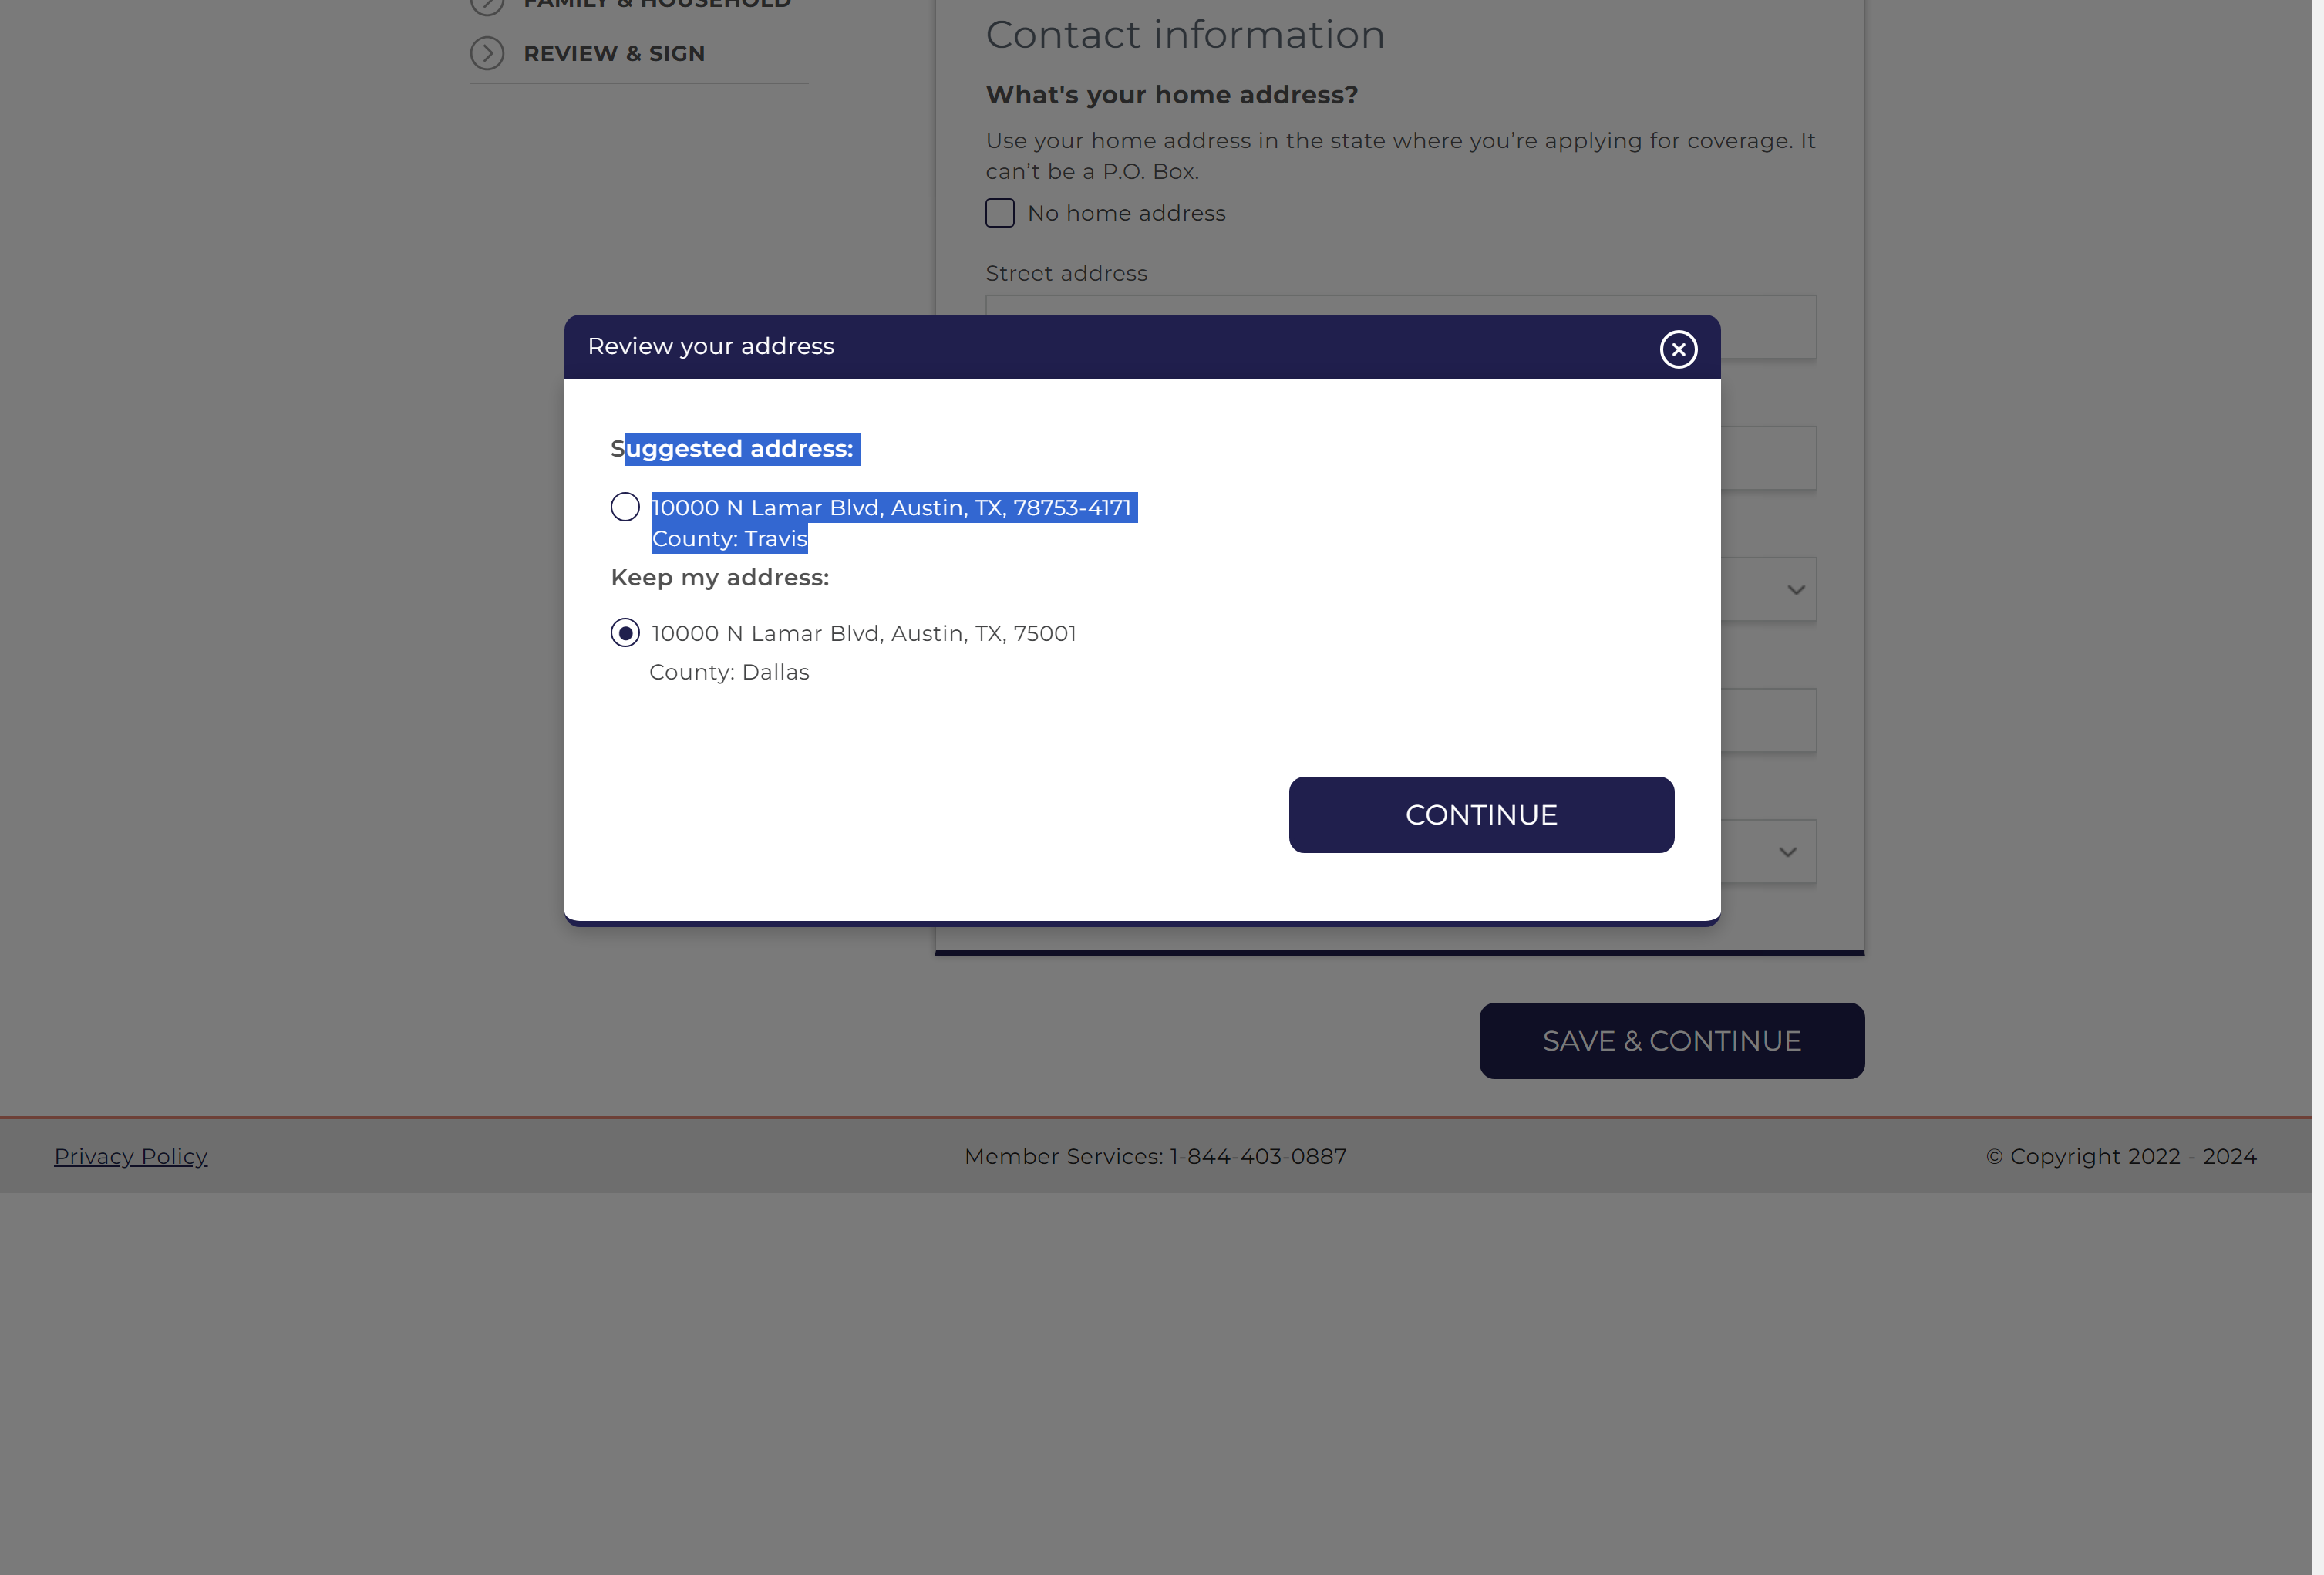 FAMILY & HOUSEHOLD
REVIEW & SIGN
Contact information
What's your home address?
Use your home address in the state where you’re applying for coverage. It
can’t be a P.O. Box.
No home address
Street address
Review your address
Suggested address:
10000 N Lamar Blvd, Austin, TX, 78753-4171
County: Travis
Keep my address:
10000 N Lamar Blvd, Austin, TX, 75001
County: Dallas
CONTINUE
SAVE & CONTINUE
Privacy Policy
Member Services: 1-844-403-0887
© Copyright 2022 - 2024